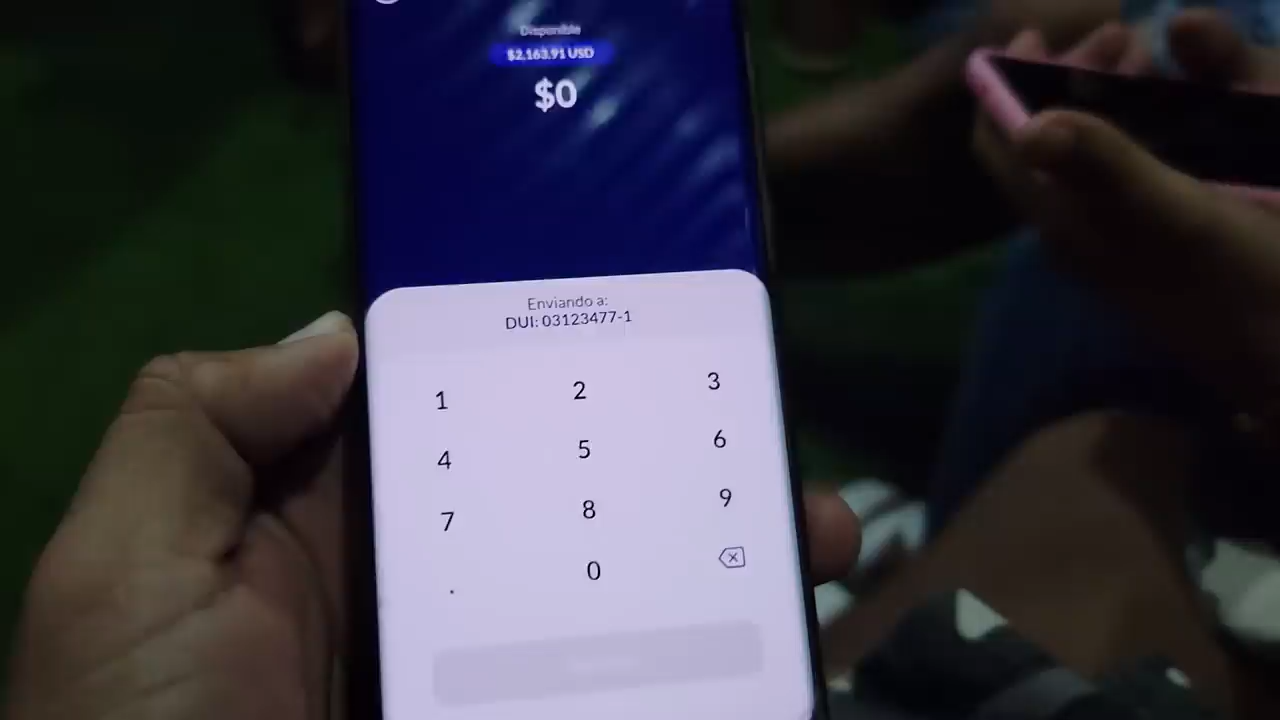 Disponible
$2,163.91 USD
$0
Enviando a:
DUI: 03123477-1
1 2 3
4 5 6
7 8 9
. 0